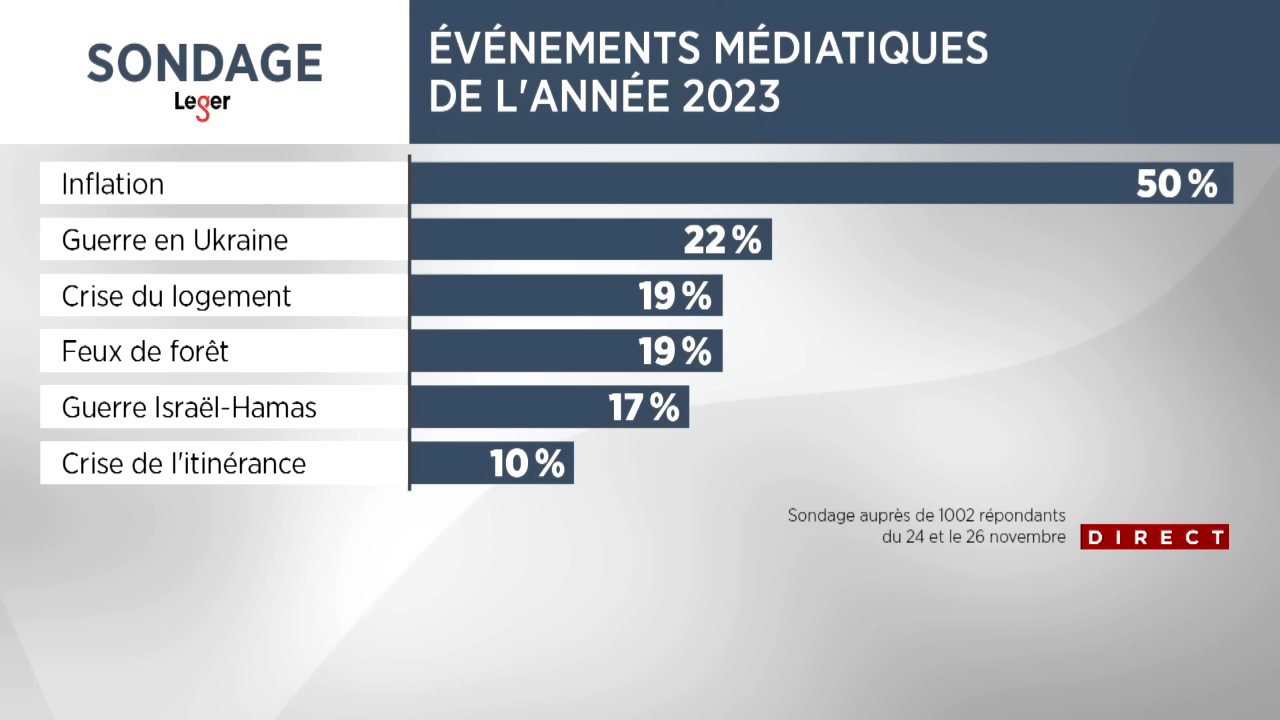 SONDAGE
Leger
ÉVÉNEMENTS MÉDIATIQUES
DE L'ANNÉE 2023
Inflation 50 %
Guerre en Ukraine 22 %
Crise du logement 19 %
Feux de forêt 19 %
Guerre Israël-Hamas 17 %
Crise de l'itinérance 10 %
Sondage auprès de 1002 répondants
du 24 et le 26 novembre
DIRECT